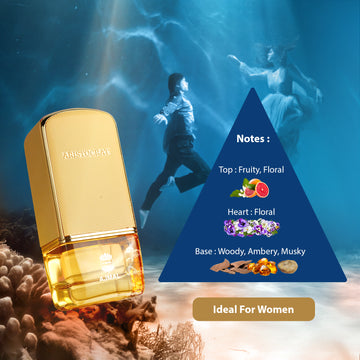 ARISTOCRAT
Notes :
Top : Fruity, Floral
Heart : Floral
Base : Woody, Ambery, Musky
Ideal For Women